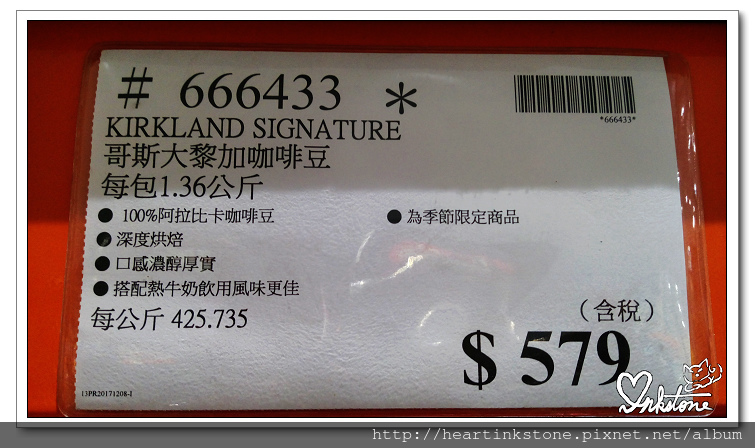 # 666433 *
*666433*
KIRKLAND SIGNATURE
哥斯大黎加咖啡豆
每包1.36公斤
● 100%阿拉比卡咖啡豆
● 為季節限定商品
● 深度烘焙
● 口感濃醇厚實
● 搭配熱牛奶飲用風味更佳
每公斤 425.735
（含稅）
$ 579
13PR20171208-I
Inkstone
http://heartinkstone.pixnet.net/album